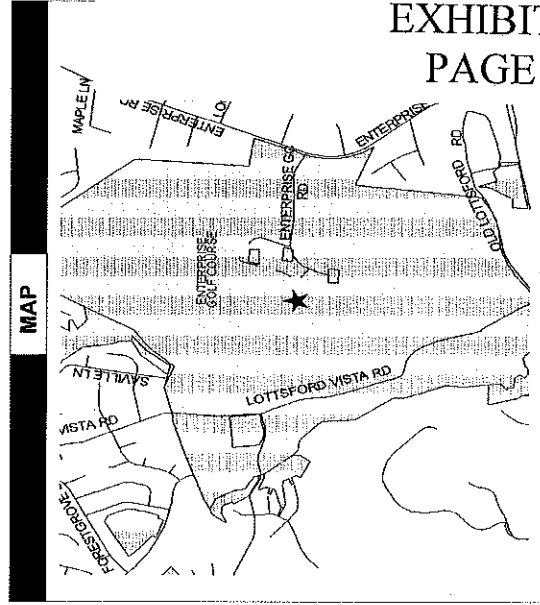 EXHIBIT
PAGE
MAP
MAPLE LN
ENTERPRISE RD
LO
ENTERPRISE GC
RD
ENTERPRISE
OLD LOTTSFORD RD
ENTERPRISE
GOLF COURSE
SAVILLE LN
LOTTSFORD VISTA RD
VISTA RD
FORESTGROVE